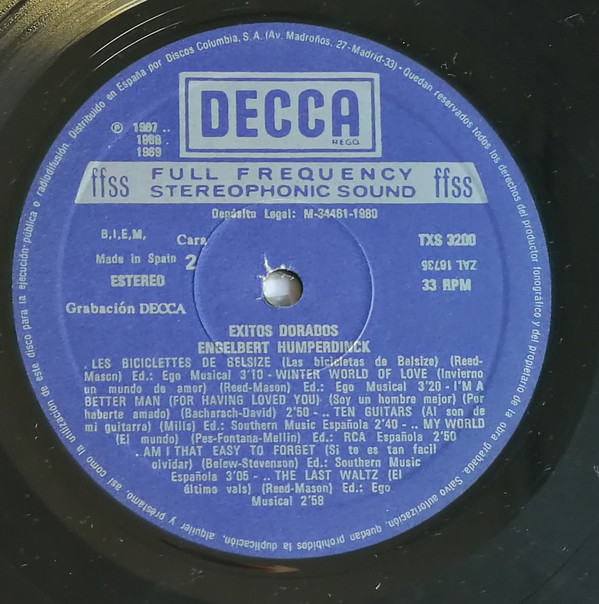 Distribuido en España por Discos Columbia, S.A. (Av. Madroños, 27-Madrid-33)-Quedan reservados todos los derechos del productor fonográfico y del propietario de la obra grabada Salvo autorización, quedan prohibidos la duplicación, alquiler y préstamo, así como la utilización de este disco para la ejecución-pública o radiodifusión.
DECCA
REGD
Ⓟ 1967 ..
1968
1969
ffss FULL FREQUENCY STEREOPHONIC SOUND ffss
Depósito Legal: M-34461-1980
B.I.E.M,
Cara
2
TXS 3200
Made in Spain
ZAL 16736
ESTEREO
33 RPM
Grabación DECCA
EXITOS DORADOS
ENGELBERT HUMPERDINCK
. LES BICICLETTES DE BELSIZE (Las bicicletas de Belsize) (Reed-
Mason) Ed.: Ego Musical 3'10 - WINTER WORLD OF LOVE (Invierno
un mundo de amor) (Reed-Mason) Ed.: Ego Musical 3'20 - I'M A
BETTER MAN (FOR HAVING LOVED YOU) (Soy un hombre mejor) (Por
haberte amado) (Bacharach-David) 2'50 - .. TEN GUITARS (Al son de
mi guitarra) (Mills) Ed.: Southern Music Española 2'40 - .. MY WORLD
(El mundo) (Pes-Fontana-Mellin) Ed.: RCA Española 2'50
. AM I THAT EASY TO FORGET (Si te es tan facil
olvidar) (Belew-Stevenson) Ed.: Southern Music
Española 3'05 - .. THE LAST WALTZ (El
último vals) (Reed-Mason) Ed.: Ego
Musical 2'58